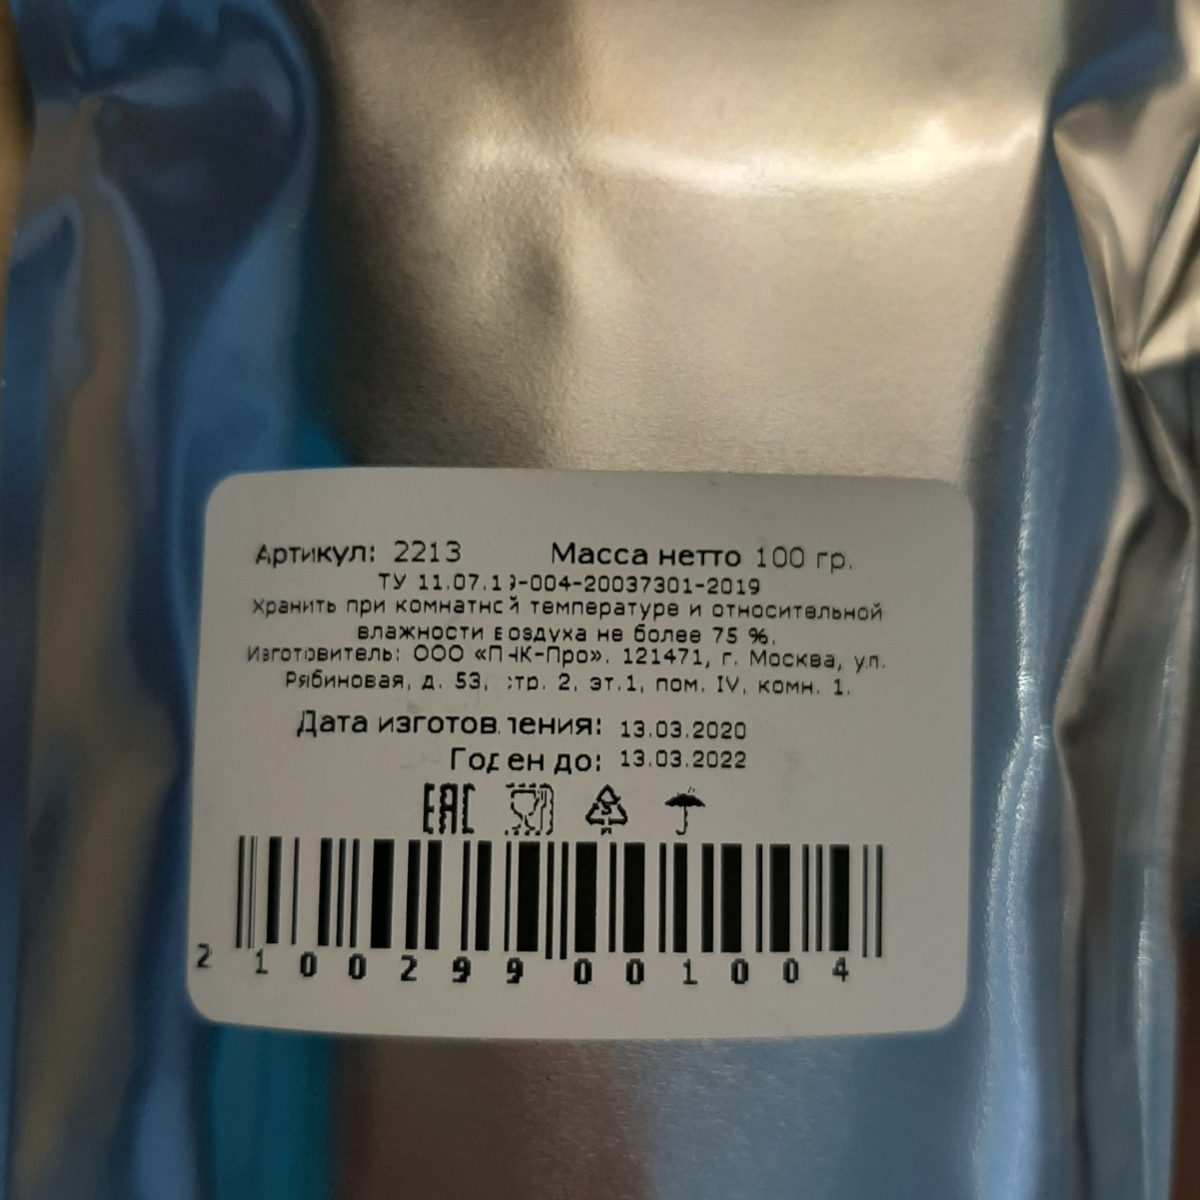 Артикул: 2213 Масса нетто 100 гр.
ТУ 11.07.19-004-20037301-2019
Хранить при комнатной температуре и относительной
влажности воздуха не более 75 %.
Изготовитель: ООО «ПНК-Про». 121471, г. Москва, ул.
Рябиновая, д. 53, стр. 2, эт.1, пом. IV, комн. 1.
Дата изготовления: 13.03.2020
Годен до: 13.03.2022
EAC
2 100299 001004